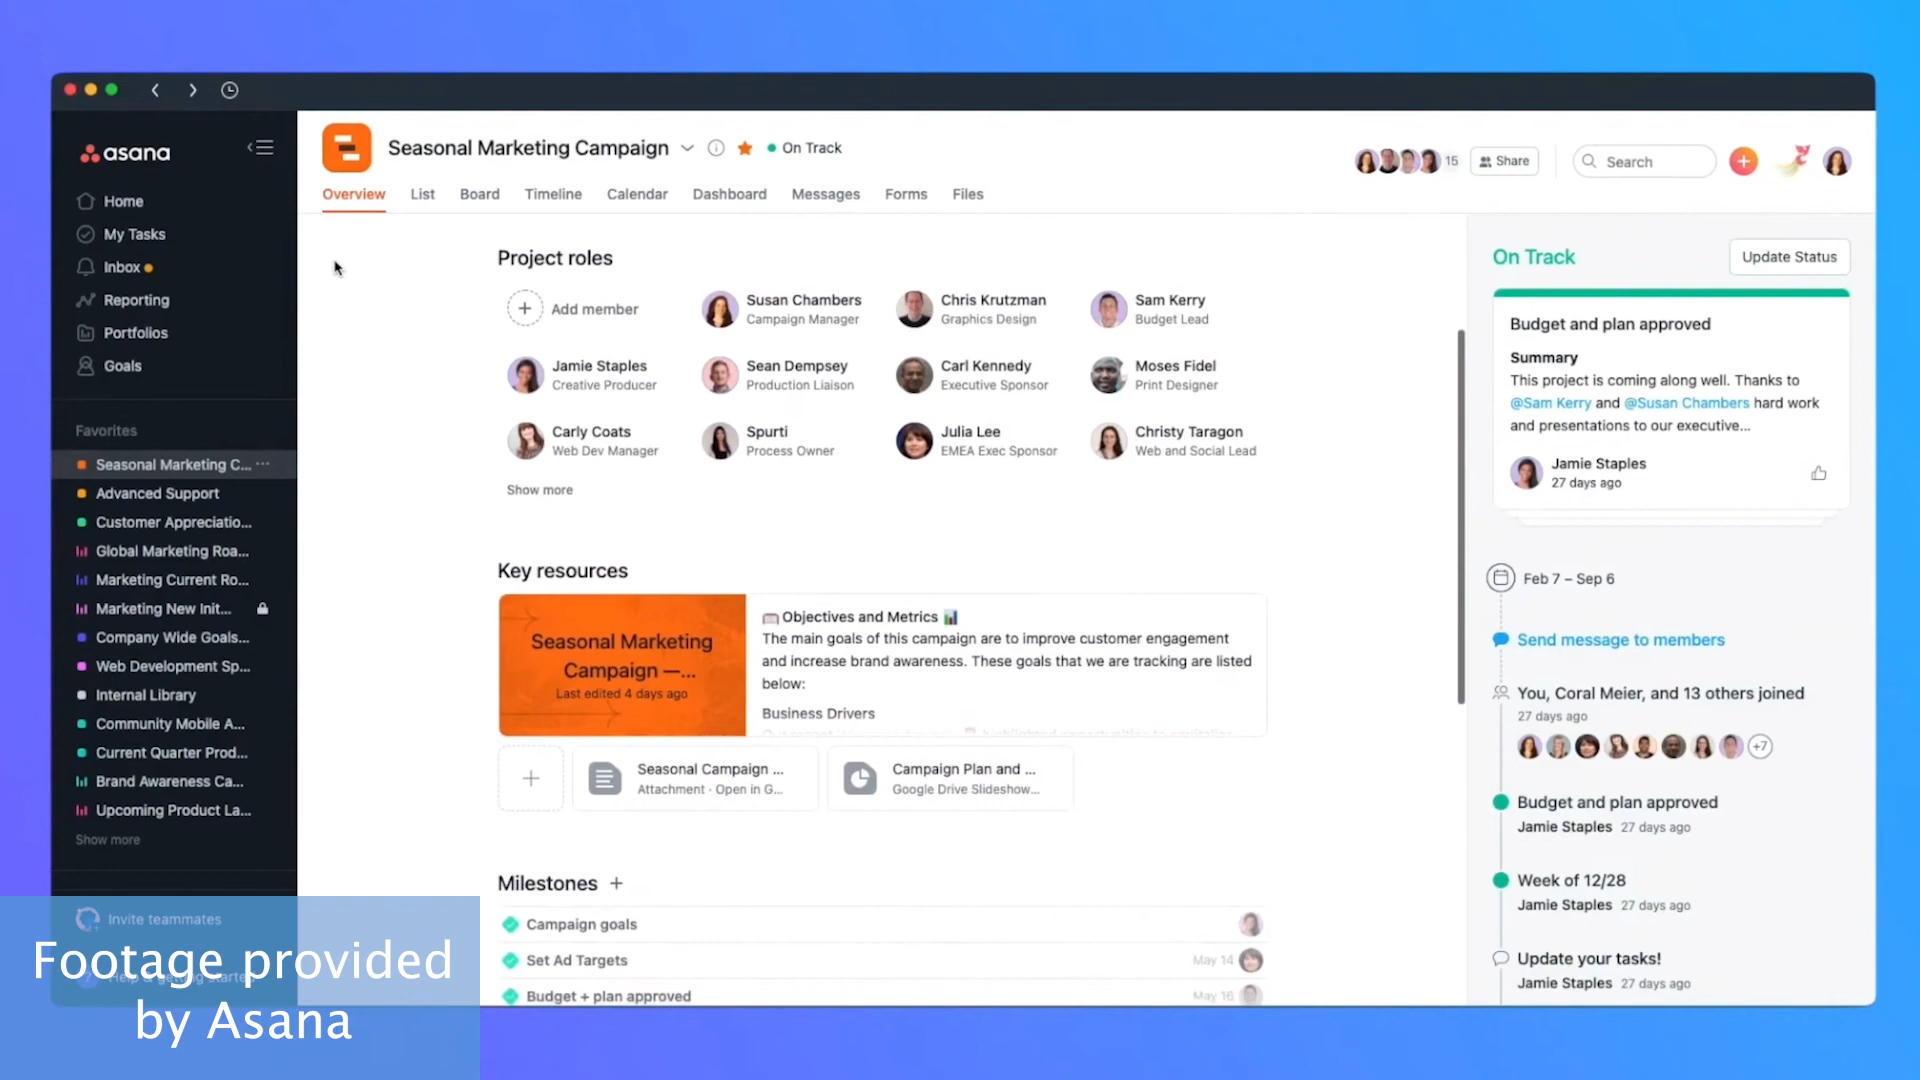 asana
Home
My Tasks
Inbox
Reporting
Portfolios
Goals
Favorites
Seasonal Marketing C...
Advanced Support
Customer Appreciatio...
Global Marketing Roa...
Marketing Current Ro...
Marketing New Init...
Company Wide Goals...
Web Development Sp...
Internal Library
Community Mobile A...
Current Quarter Prod...
Brand Awareness Ca...
Upcoming Product La...
Show more
Invite teammates
Footage provided
by Asana
Seasonal Marketing Campaign
On Track
15
Share
Search
Overview
List
Board
Timeline
Calendar
Dashboard
Messages
Forms
Files
Project roles
Add member
Susan Chambers
Campaign Manager
Chris Krutzman
Graphics Design
Sam Kerry
Budget Lead
Jamie Staples
Creative Producer
Sean Dempsey
Production Liaison
Carl Kennedy
Executive Sponsor
Moses Fidel
Print Designer
Carly Coats
Web Dev Manager
Spurti
Process Owner
Julia Lee
EMEA Exec Sponsor
Christy Taragon
Web and Social Lead
Show more
Key resources
Seasonal Marketing
Campaign —...
Last edited 4 days ago
Objectives and Metrics
The main goals of this campaign are to improve customer engagement
and increase brand awareness. These goals that we are tracking are listed
below:
Business Drivers
Seasonal Campaign ...
Attachment · Open in G...
Campaign Plan and ...
Google Drive Slideshow...
Milestones +
Campaign goals
Set Ad Targets
May 14
Budget + plan approved
May 16
On Track
Update Status
Budget and plan approved
Summary
This project is coming along well. Thanks to
@Sam Kerry and @Susan Chambers hard work
and presentations to our executive...
Jamie Staples
27 days ago
Feb 7 – Sep 6
Send message to members
You, Coral Meier, and 13 others joined
27 days ago
+7
Budget and plan approved
Jamie Staples 27 days ago
Week of 12/28
Jamie Staples 27 days ago
Update your tasks!
Jamie Staples 27 days ago